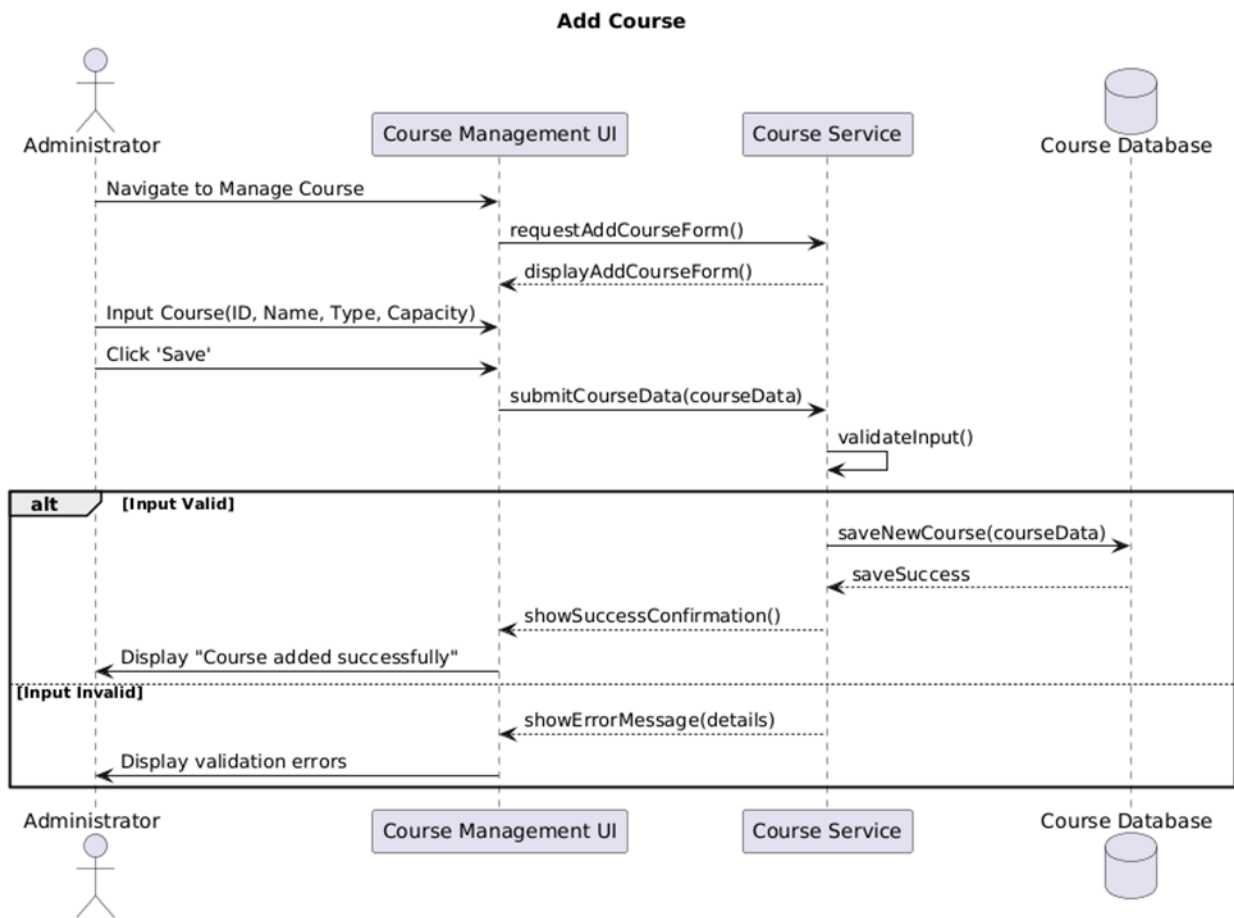 Add Course
Administrator
Course Management UI
Course Service
Course Database
Navigate to Manage Course
requestAddCourseForm()
displayAddCourseForm()
Input Course(ID, Name, Type, Capacity)
Click 'Save'
submitCourseData(courseData)
validateInput()
alt [Input Valid]
saveNewCourse(courseData)
saveSuccess
showSuccessConfirmation()
Display "Course added successfully"
[Input Invalid]
showErrorMessage(details)
Display validation errors
Administrator
Course Management UI
Course Service
Course Database